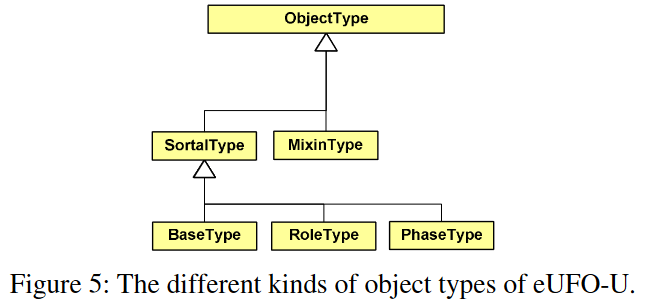 ObjectType
SortalType MixinType
BaseType RoleType PhaseType
Figure 5: The different kinds of object types of eUFO-U.